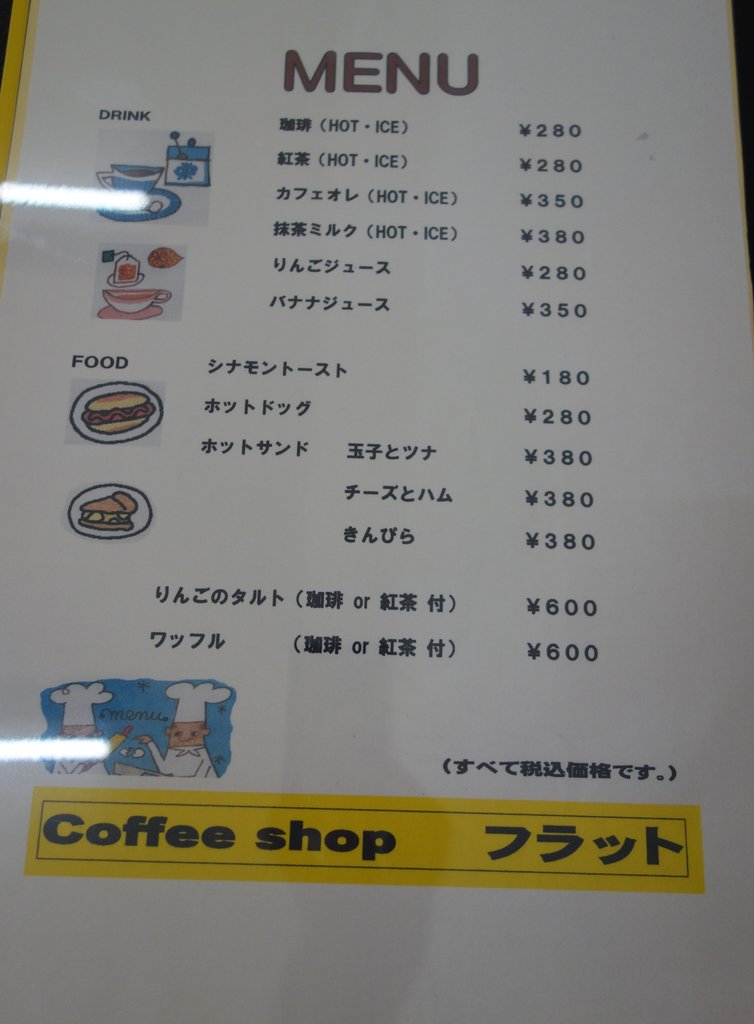 MENU
DRINK
珈琲（HOT・ICE） ￥280
紅茶（HOT・ICE） ￥280
カフェオレ（HOT・ICE） ￥350
抹茶ミルク（HOT・ICE） ￥380
りんごジュース ￥280
バナナジュース ￥350
FOOD
シナモントースト ￥180
ホットドッグ ￥280
ホットサンド 玉子とツナ ￥380
チーズとハム ￥380
きんぴら ￥380
りんごのタルト（珈琲 or 紅茶 付） ￥600
ワッフル （珈琲 or 紅茶 付） ￥600
menu
（すべて税込価格です。）
Coffee shop フラット